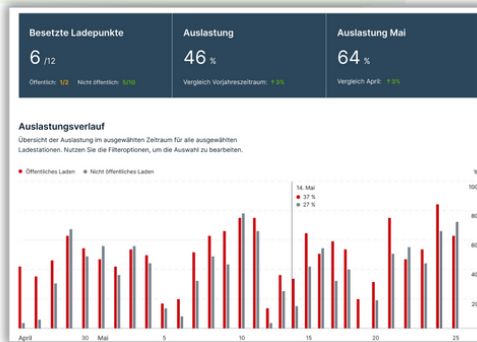 Besetzte Ladepunkte
6 /12
Öffentlich: 1/2 Nicht öffentlich: 5/10
Auslastung
46 %
Vergleich Vorjahreszeitraum: ↑3%
Auslastung Mai
64 %
Vergleich April: ↑3%
Auslastungsverlauf
Übersicht der Auslastung im ausgewählten Zeitraum für alle ausgewählten
Ladestationen. Nutzen Sie die Filteroptionen, um die Auswahl zu bearbeiten.
Öffentliches Laden Nicht öffentliches Laden
%
100
80
60
40
20
14. Mai
37 %
27 %
April 30 Mai 5 10 15 20 25